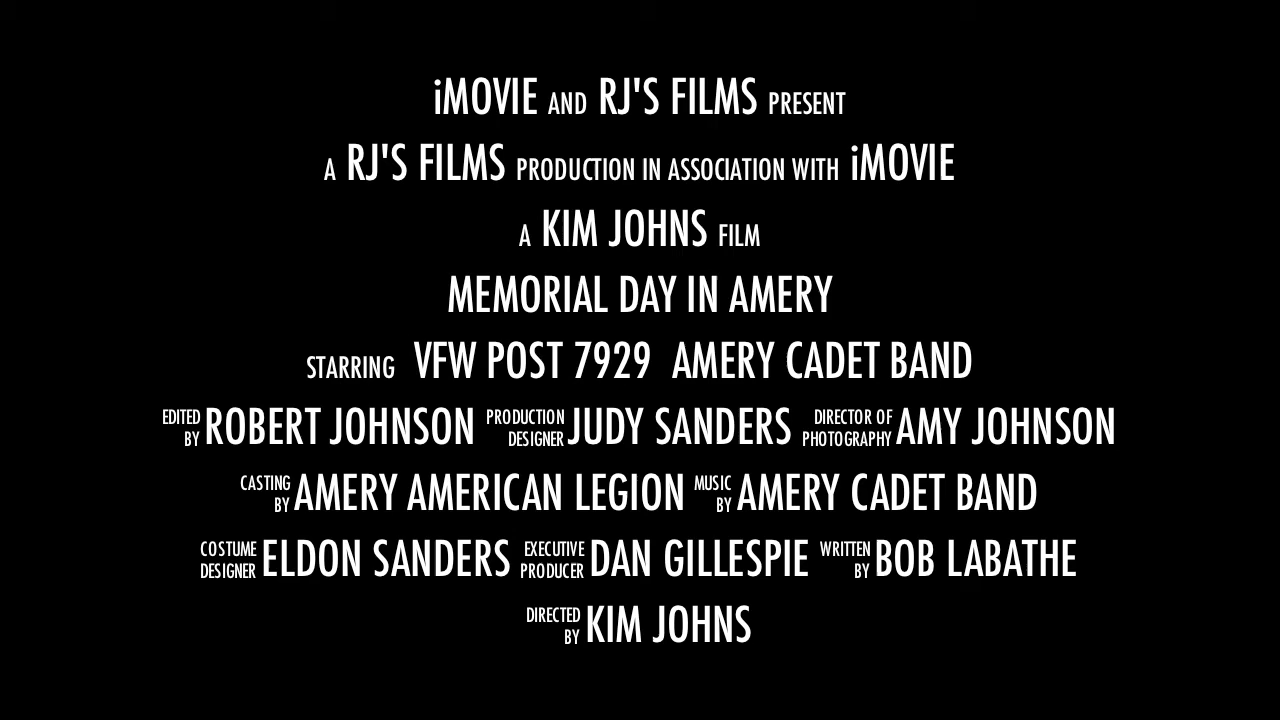 iMOVIE AND RJ'S FILMS PRESENT
A RJ'S FILMS PRODUCTION IN ASSOCIATION WITH iMOVIE
A KIM JOHNS FILM
MEMORIAL DAY IN AMERY
STARRING VFW POST 7929 AMERY CADET BAND
EDITED BY ROBERT JOHNSON PRODUCTION DESIGNER JUDY SANDERS DIRECTOR OF PHOTOGRAPHY AMY JOHNSON
CASTING BY AMERY AMERICAN LEGION MUSIC BY AMERY CADET BAND
COSTUME DESIGNER ELDON SANDERS EXECUTIVE PRODUCER DAN GILLESPIE WRITTEN BY BOB LABATHE
DIRECTED BY KIM JOHNS